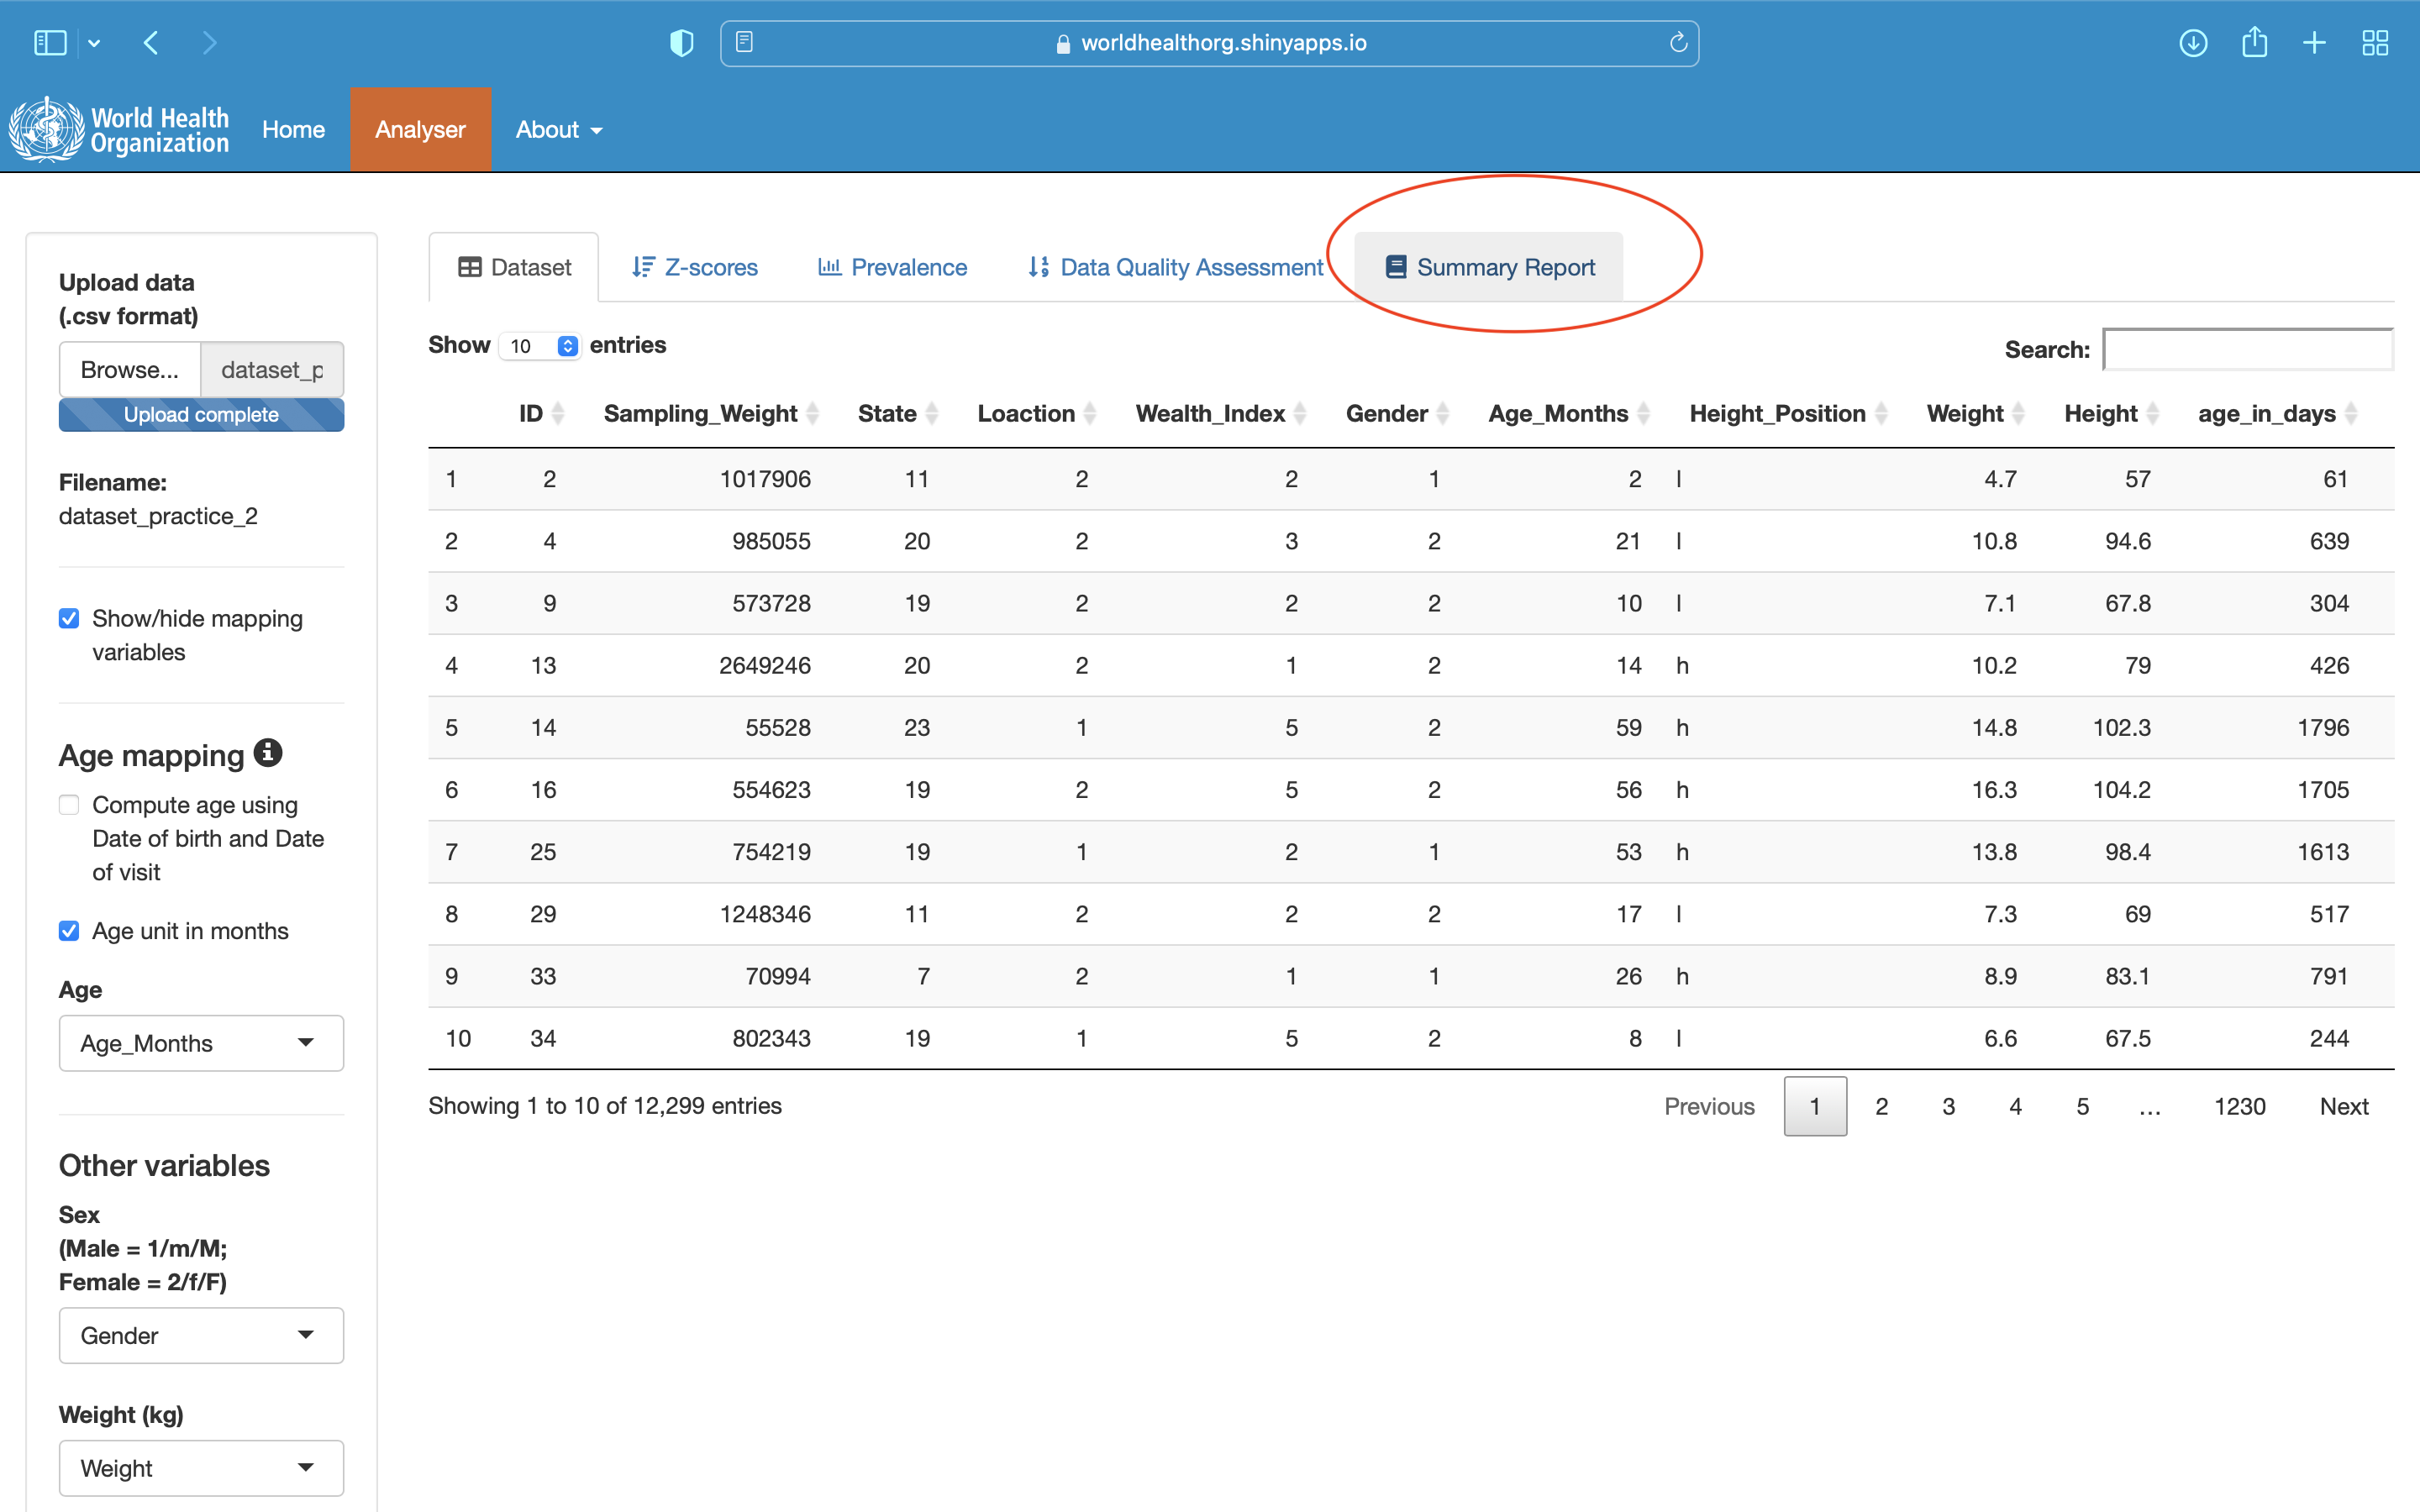 worldhealthorg.shinyapps.io
World Health Organization Home Analyser About
Dataset Z-scores Prevalence Data Quality Assessment Summary Report
Upload data
(.csv format)
Browse... dataset_p
Upload complete
Filename:
dataset_practice_2
Show/hide mapping
variables
Age mapping
Compute age using
Date of birth and Date
of visit
Age unit in months
Age
Age_Months
Other variables
Sex
(Male = 1/m/M;
Female = 2/f/F)
Gender
Weight (kg)
Weight
Show 10 entries
Search:
ID Sampling_Weight State Loaction Wealth_Index Gender Age_Months Height_Position Weight Height age_in_days
1 2 1017906 11 2 2 1 2 l 4.7 57 61
2 4 985055 20 2 3 2 21 l 10.8 94.6 639
3 9 573728 19 2 2 2 10 l 7.1 67.8 304
4 13 2649246 20 2 1 2 14 h 10.2 79 426
5 14 55528 23 1 5 2 59 h 14.8 102.3 1796
6 16 554623 19 2 5 2 56 h 16.3 104.2 1705
7 25 754219 19 1 2 1 53 h 13.8 98.4 1613
8 29 1248346 11 2 2 2 17 l 7.3 69 517
9 33 70994 7 2 1 1 26 h 8.9 83.1 791
10 34 802343 19 1 5 2 8 l 6.6 67.5 244
Showing 1 to 10 of 12,299 entries
Previous 1 2 3 4 5 ... 1230 Next